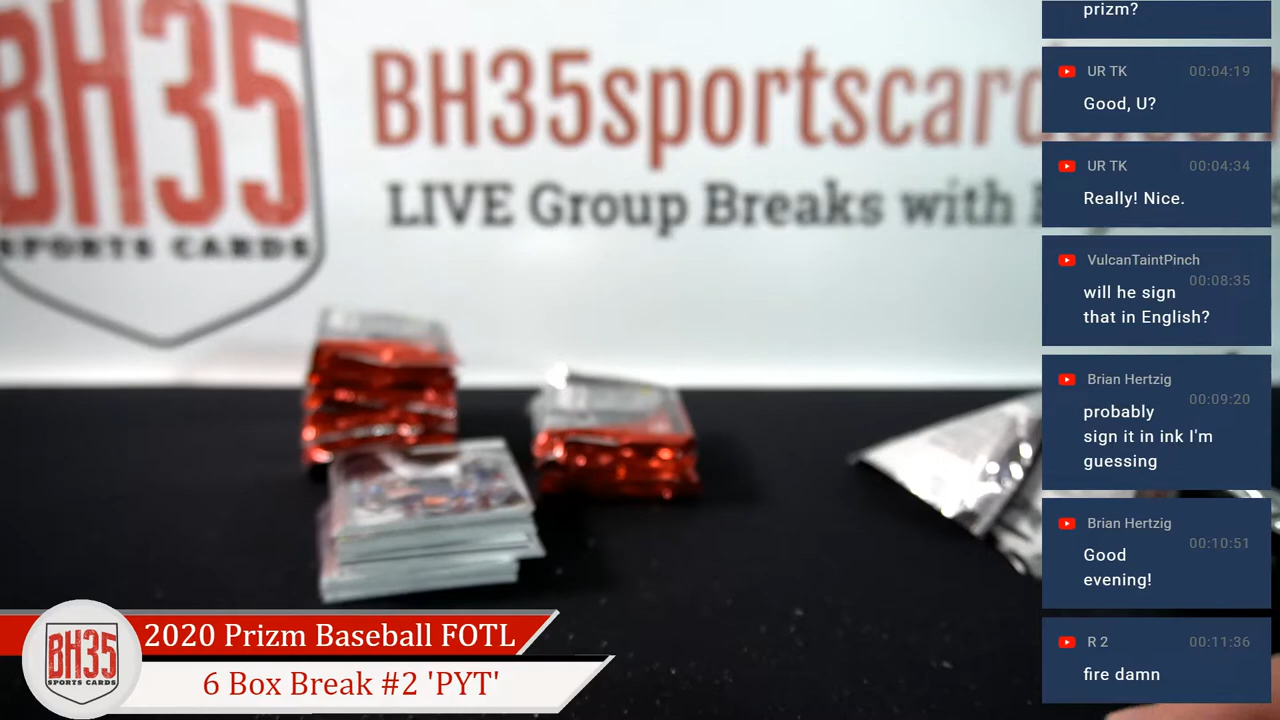 BH35
SPORTS CARDS
BH35sportscards.com
LIVE Group Breaks with
prizm?
UR TK 00:04:19
Good, U?
UR TK 00:04:34
Really! Nice.
VulcanTaintPinch
00:08:35
will he sign
that in English?
Brian Hertzig
00:09:20
probably
sign it in ink I'm
guessing
Brian Hertzig
00:10:51
Good
evening!
R 2 00:11:36
fire damn
BH35
SPORTS CARDS
2020 Prizm Baseball FOTL
6 Box Break #2 'PYT'